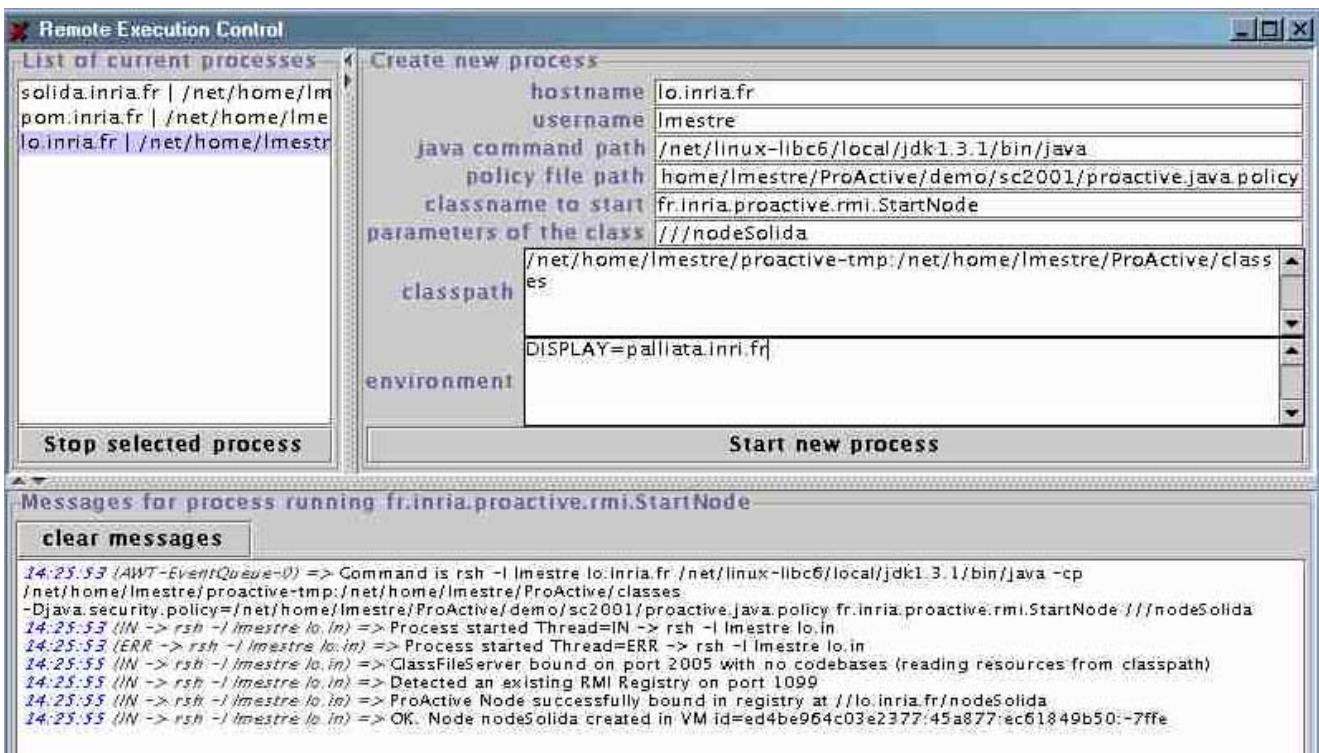 Remote Execution Control
List of current processes
solida.inria.fr | /net/home/lm
pom.inria.fr | /net/home/lme
lo.inria.fr | /net/home/lmestr
Stop selected process
Create new process
hostname lo.inria.fr
username lmestre
java command path /net/linux-libc6/local/jdk1.3.1/bin/java
policy file path home/lmestre/ProActive/demo/sc2001/proactive.java.policy
classname to start fr.inria.proactive.rmi.StartNode
parameters of the class ///nodeSolida
classpath /net/home/lmestre/proactive-tmp:/net/home/lmestre/ProActive/class
es
environment DISPLAY=palliata.inri.fr
Start new process
Messages for process running fr.inria.proactive.rmi.StartNode
clear messages
14:25:53 (AWT-EventQueue-0) => Command is rsh -l lmestre lo.inria.fr /net/linux-libc6/local/jdk1.3.1/bin/java -cp
/net/home/lmestre/proactive-tmp:/net/home/lmestre/ProActive/classes
-Djava.security.policy=/net/home/lmestre/ProActive/demo/sc2001/proactive.java.policy fr.inria.proactive.rmi.StartNode ///nodeSolida
14:25:53 (IN -> rsh -l lmestre lo.in) => Process started Thread=IN -> rsh -l lmestre lo.in
14:25:53 (ERR -> rsh -l lmestre lo.in) => Process started Thread=ERR -> rsh -l lmestre lo.in
14:25:55 (IN -> rsh -l lmestre lo.in) => ClassFileServer bound on port 2005 with no codebases (reading resources from classpath)
14:25:55 (IN -> rsh -l lmestre lo.in) => Detected an existing RMI Registry on port 1099
14:25:55 (IN -> rsh -l lmestre lo.in) => ProActive Node successfully bound in registry at //lo.inria.fr/nodeSolida
14:25:55 (IN -> rsh -l lmestre lo.in) => OK. Node nodeSolida created in VM id=ed4be964c03e2377:45a877:ec61849b50:-7ffe